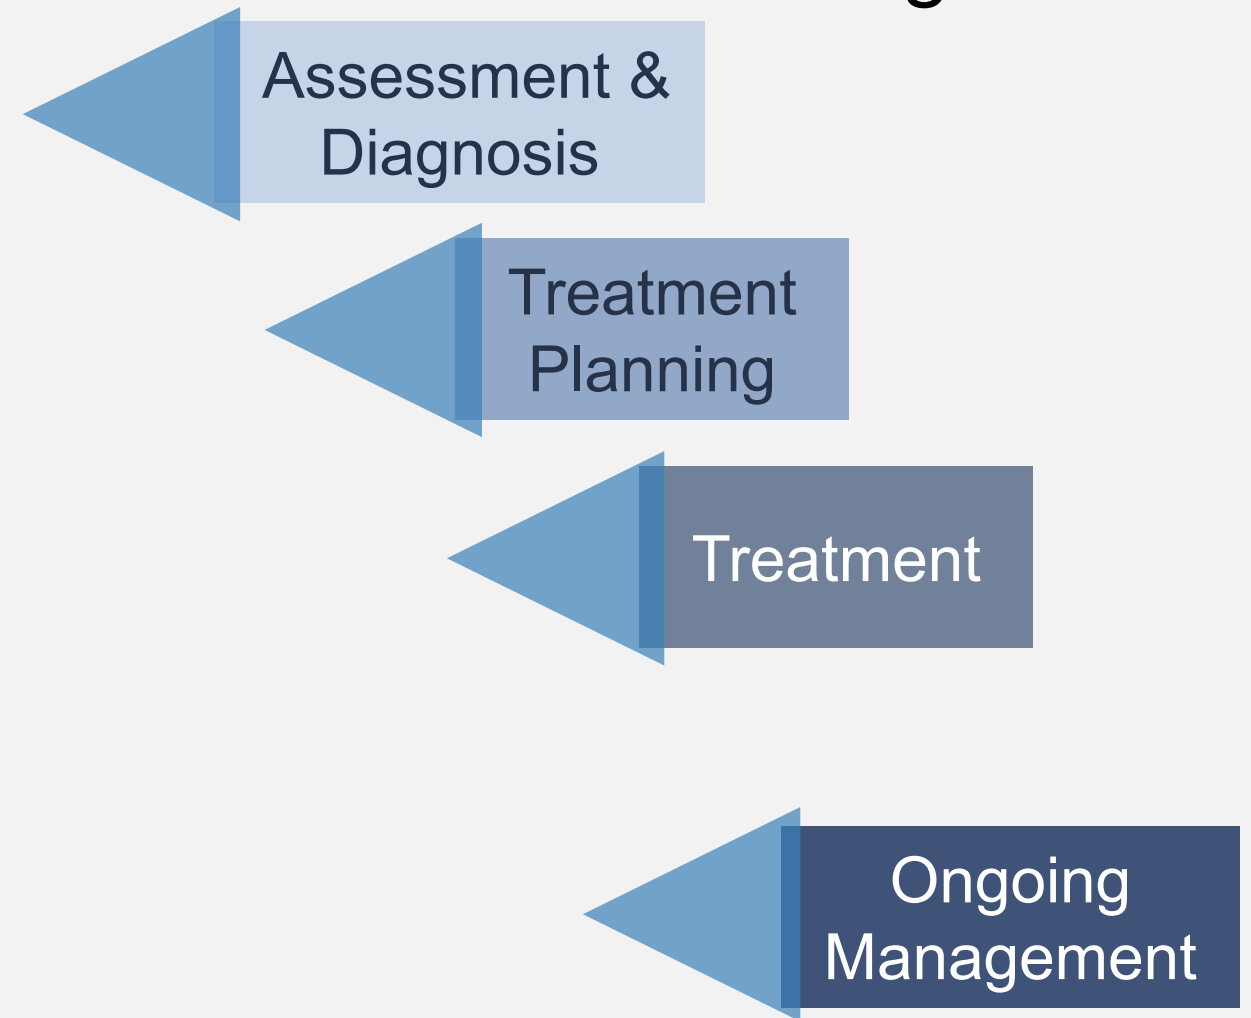 Assessment &
Diagnosis
Treatment
Planning
Treatment
Ongoing
Management